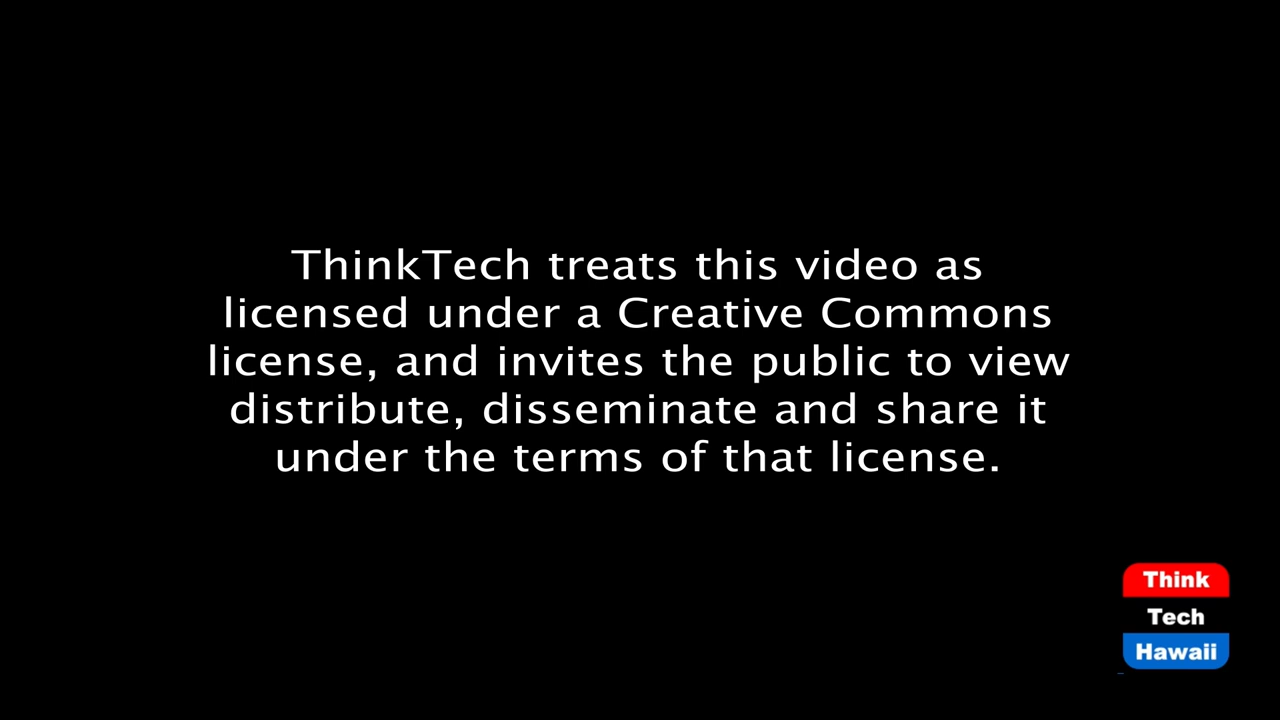 ThinkTech treats this video as
licensed under a Creative Commons
license, and invites the public to view
distribute, disseminate and share it
under the terms of that license.
Think
Tech
Hawaii